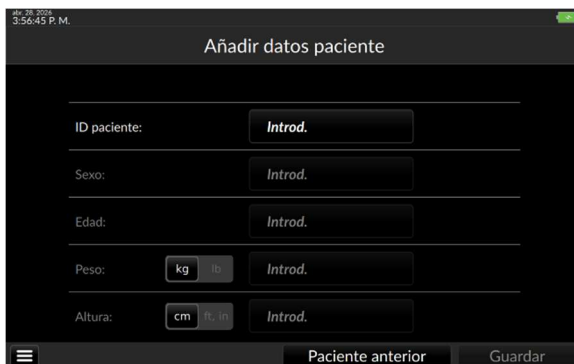 abr. 28, 2026
3:56:45 P. M.
Añadir datos paciente
ID paciente: Introd.
Sexo: Introd.
Edad: Introd.
Peso: kg lb Introd.
Altura: cm ft, in Introd.
Paciente anterior Guardar